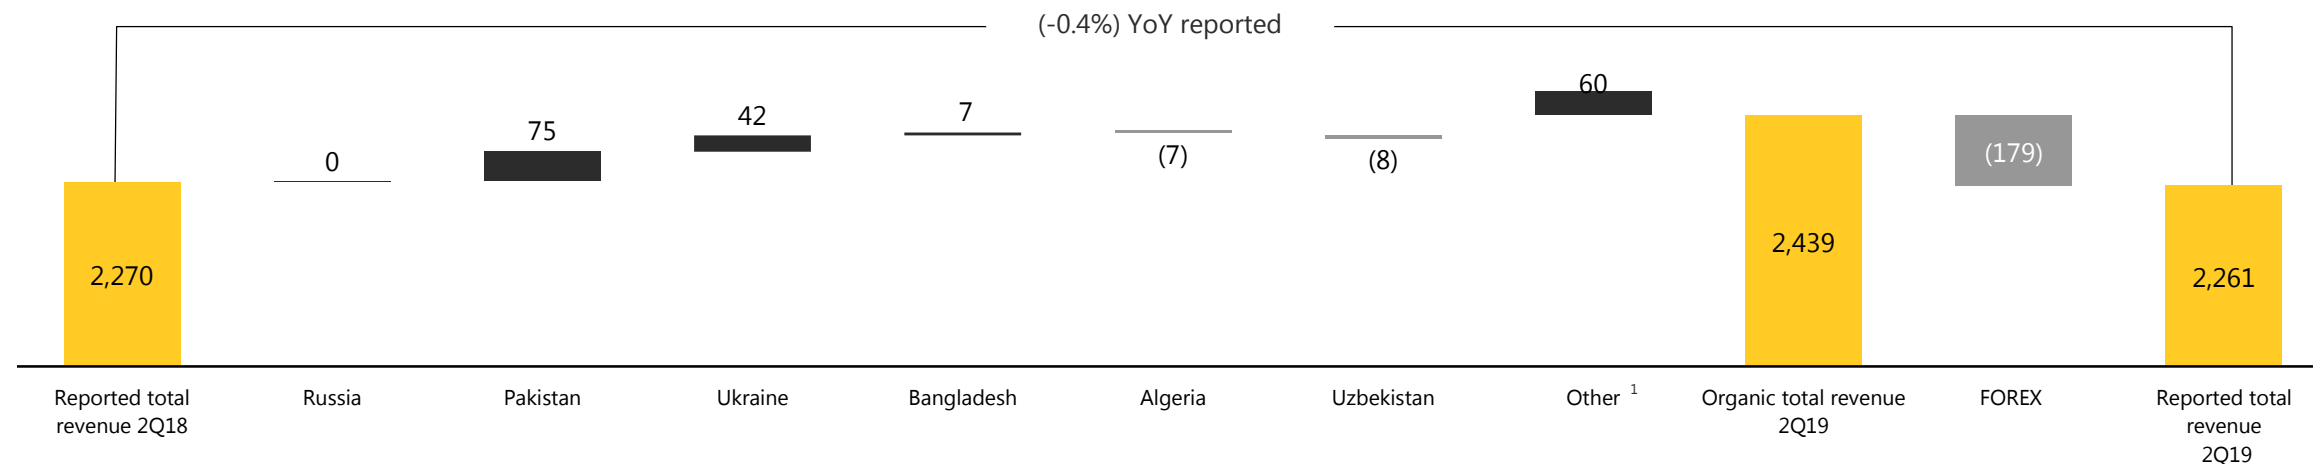 (-0.4%) YoY reported
2,270
0
75
42
7
(7)
(8)
60
2,439
(179)
2,261
Reported total
revenue 2Q18
Russia
Pakistan
Ukraine
Bangladesh
Algeria
Uzbekistan
Other 1
Organic total revenue
2Q19
FOREX
Reported total
revenue
2Q19